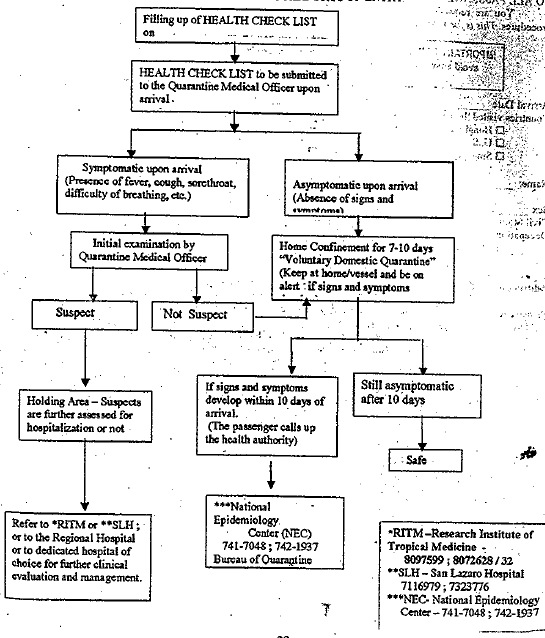 Filling up of HEALTH CHECK LIST
on
HEALTH CHECK LIST to be submitted
to the Quarantine Medical Officer upon
arrival.
Symptomatic upon arrival
(Presence of fever, cough, sorethroat,
difficulty of breathing, etc.)
Asymptomatic upon arrival
(Absence of signs and
symptoms)
Initial examination by
Quarantine Medical Officer
Home Confinement for 7-10 days
"Voluntary Domestic Quarantine"
(Keep at home/vessel and be on
alert : if signs and symptoms
Suspect
Not Suspect
Holding Area – Suspects
are further assessed for
hospitalization or not
If signs and symptoms
develop within 10 days of
arrival.
(The passenger calls up
the health authority)
Still asymptomatic
after 10 days
Safe
Refer to *RITM or **SLH ;
or to the Regional Hospital
or to dedicated hospital of
choice for further clinical
evaluation and management.
***National
Epidemiology
Center (NEC)
741-7048 ; 742-1937
Bureau of Quarantine
*RITM –Research Institute of
Tropical Medicine -
8097599 ; 8072628 / 32
**SLH – San Lazaro Hospital
7116979 ; 7323776
***NEC- National Epidemiology
Center – 741-7048 ; 742-1937